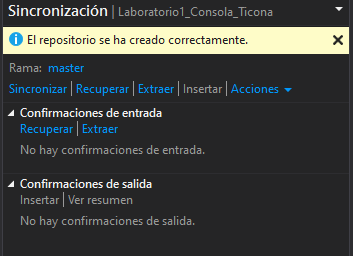 Sincronización | Laboratorio1_Consola_Ticona
El repositorio se ha creado correctamente.
Rama: master
Sincronizar | Recuperar | Extraer | Insertar | Acciones
Confirmaciones de entrada
Recuperar | Extraer
No hay confirmaciones de entrada.
Confirmaciones de salida
Insertar | Ver resumen
No hay confirmaciones de salida.